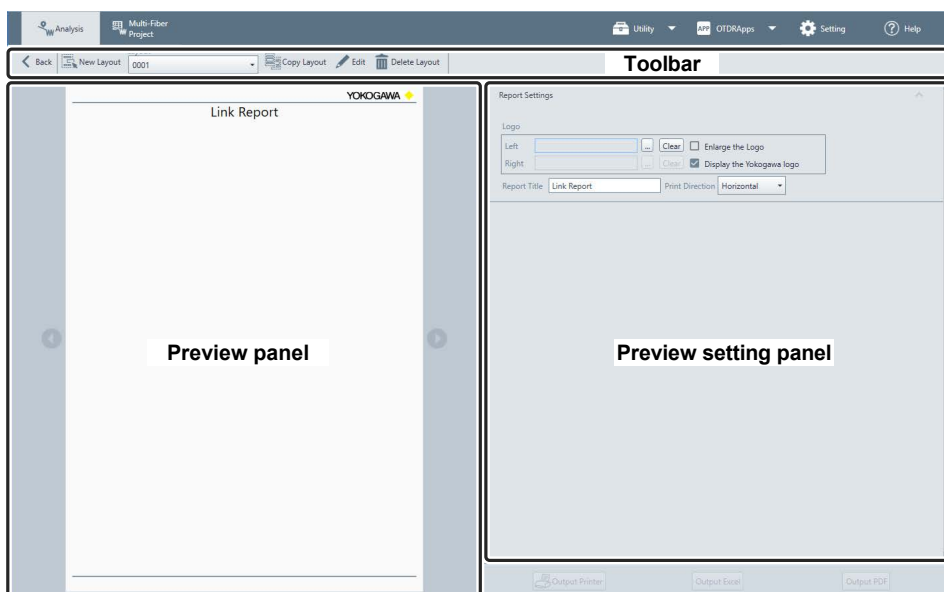 Analysis
Multi-Fiber
Project
Utility
APP OTDRApps
Setting
? Help
Back New Layout 0001 Copy Layout Edit Delete Layout
Toolbar
YOKOGAWA
Link Report
Preview panel
Report Settings
Logo
Left ... Clear Enlarge the Logo
Right ... Clear Display the Yokogawa logo
Report Title Link Report Print Direction Horizontal
Preview setting panel
Output Printer Output Excel Output PDF